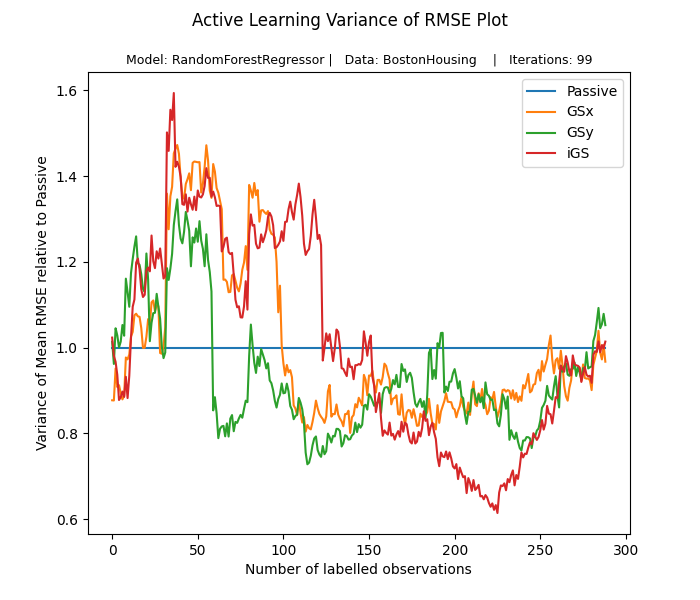 Active Learning Variance of RMSE Plot
Model: RandomForestRegressor |   Data: BostonHousing    |   Iterations: 99
Variance of Mean RMSE relative to Passive
1.6
1.4
1.2
1.0
0.8
0.6
Passive
GSx
GSy
iGS
0 50 100 150 200 250 300
Number of labelled observations